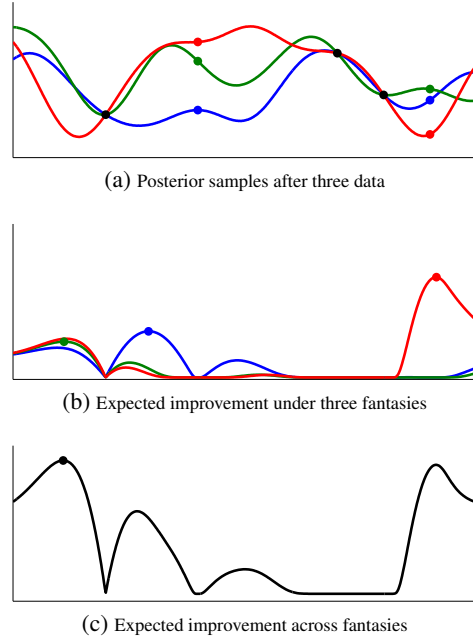 (a) Posterior samples after three data
(b) Expected improvement under three fantasies
(c) Expected improvement across fantasies